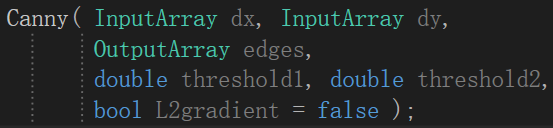 Canny( InputArray dx, InputArray dy,
OutputArray edges,
double threshold1, double threshold2,
bool L2gradient = false );